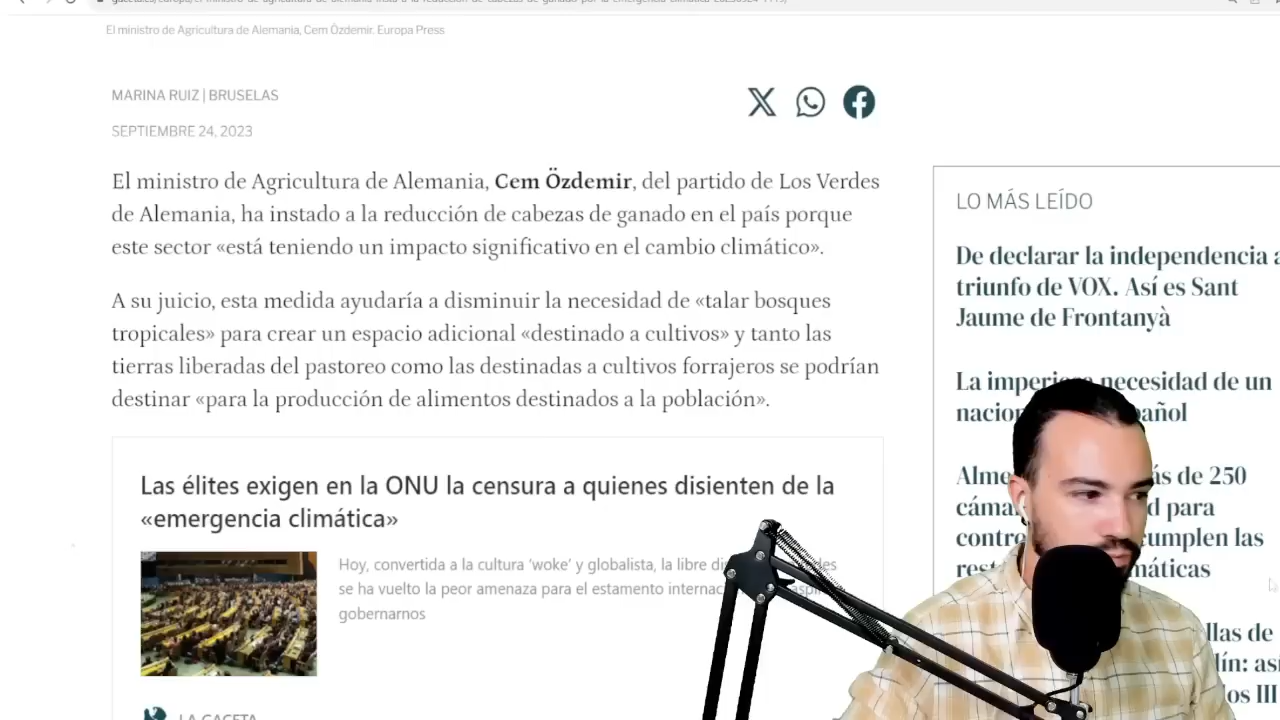 El ministro de Agricultura de Alemania, Cem Özdemir. Europa Press
MARINA RUIZ | BRUSELAS
SEPTIEMBRE 24, 2023
El ministro de Agricultura de Alemania, Cem Özdemir, del partido de Los Verdes
de Alemania, ha instado a la reducción de cabezas de ganado en el país porque
este sector «está teniendo un impacto significativo en el cambio climático».
A su juicio, esta medida ayudaría a disminuir la necesidad de «talar bosques
tropicales» para crear un espacio adicional «destinado a cultivos» y tanto las
tierras liberadas del pastoreo como las destinadas a cultivos forrajeros se podrían
destinar «para la producción de alimentos destinados a la población».
Las élites exigen en la ONU la censura a quienes disienten de la
«emergencia climática»
Hoy, convertida a la cultura 'woke' y globalista, la libre
se ha vuelto la peor amenaza para el estamento
gobernarnos
LA GACETA
LO MÁS LEÍDO
De declarar la independencia a
triunfo de VOX. Así es Sant
Jaume de Frontanyà
La imperiosa necesidad de un
de 250
para
cumplen las